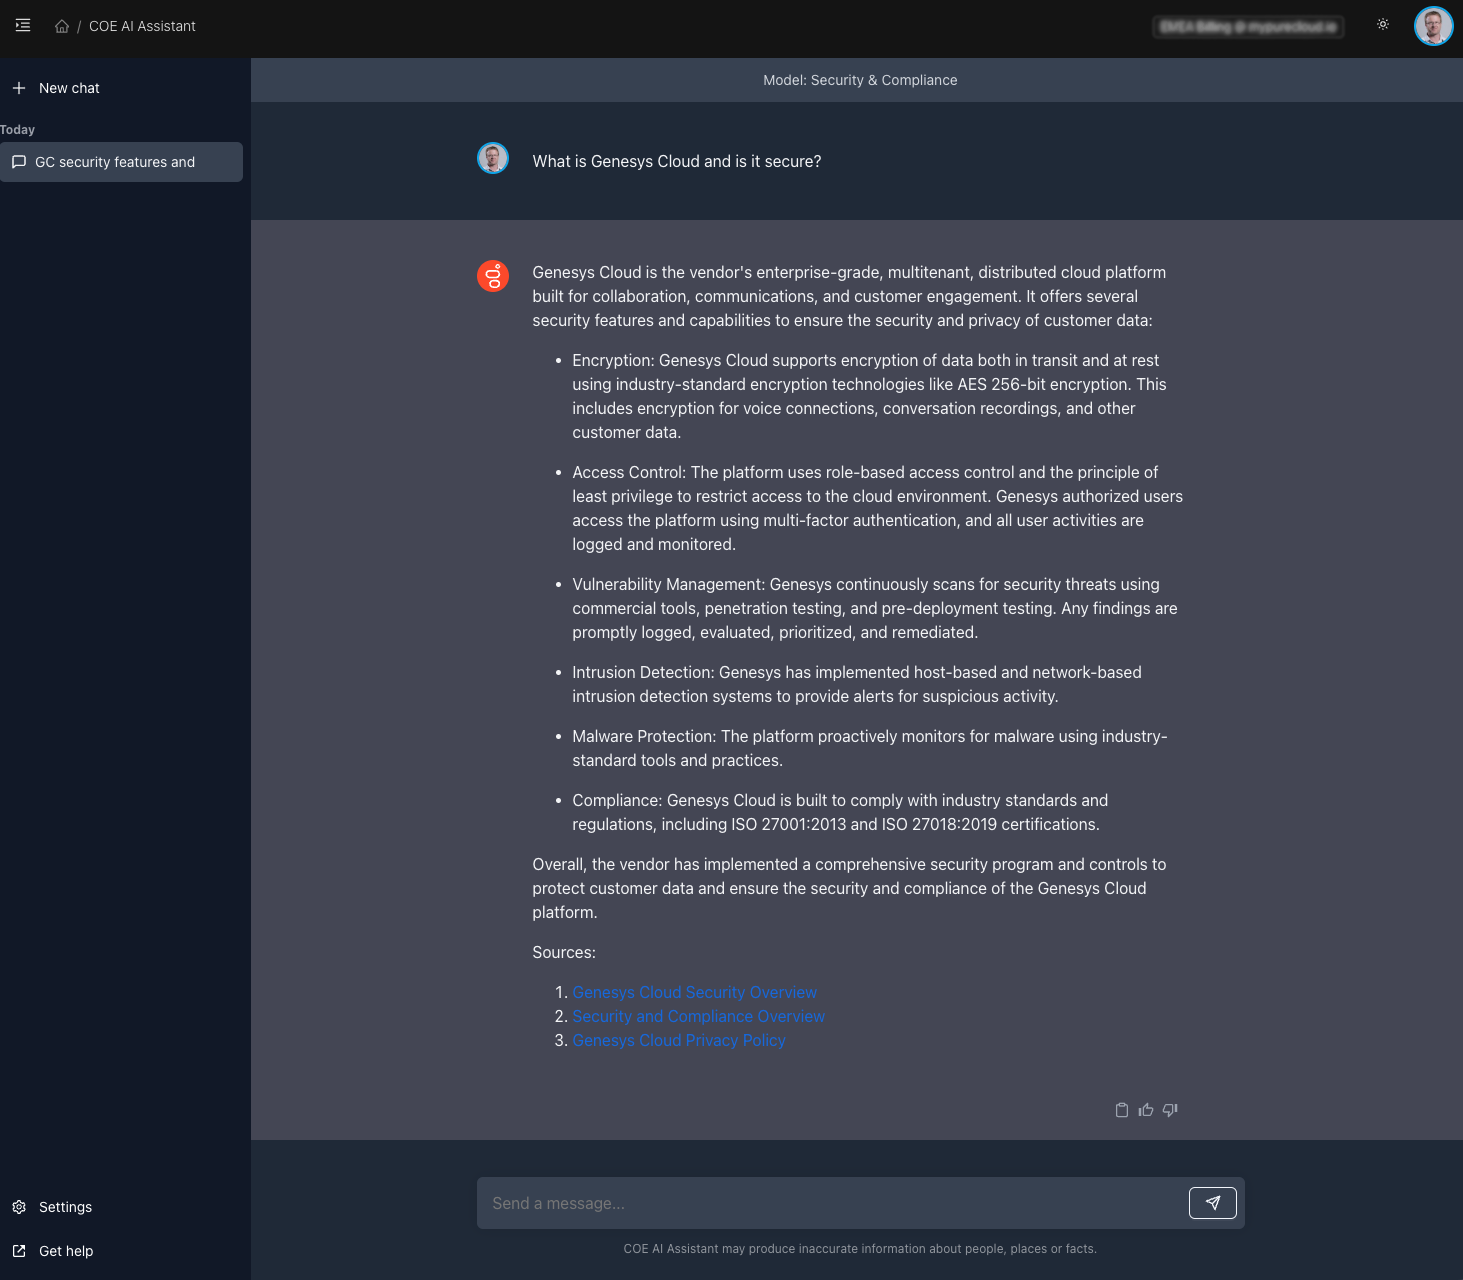 / COE AI Assistant
New chat
Today
GC security features and
Model: Security & Compliance
What is Genesys Cloud and is it secure?
Genesys Cloud is the vendor's enterprise-grade, multitenant, distributed cloud platform
built for collaboration, communications, and customer engagement. It offers several
security features and capabilities to ensure the security and privacy of customer data:
• Encryption: Genesys Cloud supports encryption of data both in transit and at rest
using industry-standard encryption technologies like AES 256-bit encryption. This
includes encryption for voice connections, conversation recordings, and other
customer data.
• Access Control: The platform uses role-based access control and the principle of
least privilege to restrict access to the cloud environment. Genesys authorized users
access the platform using multi-factor authentication, and all user activities are
logged and monitored.
• Vulnerability Management: Genesys continuously scans for security threats using
commercial tools, penetration testing, and pre-deployment testing. Any findings are
promptly logged, evaluated, prioritized, and remediated.
• Intrusion Detection: Genesys has implemented host-based and network-based
intrusion detection systems to provide alerts for suspicious activity.
• Malware Protection: The platform proactively monitors for malware using industry-
standard tools and practices.
• Compliance: Genesys Cloud is built to comply with industry standards and
regulations, including ISO 27001:2013 and ISO 27018:2019 certifications.
Overall, the vendor has implemented a comprehensive security program and controls to
protect customer data and ensure the security and compliance of the Genesys Cloud
platform.
Sources:
1. Genesys Cloud Security Overview
2. Security and Compliance Overview
3. Genesys Cloud Privacy Policy
Settings
Get help
Send a message...
COE AI Assistant may produce inaccurate information about people, places or facts.